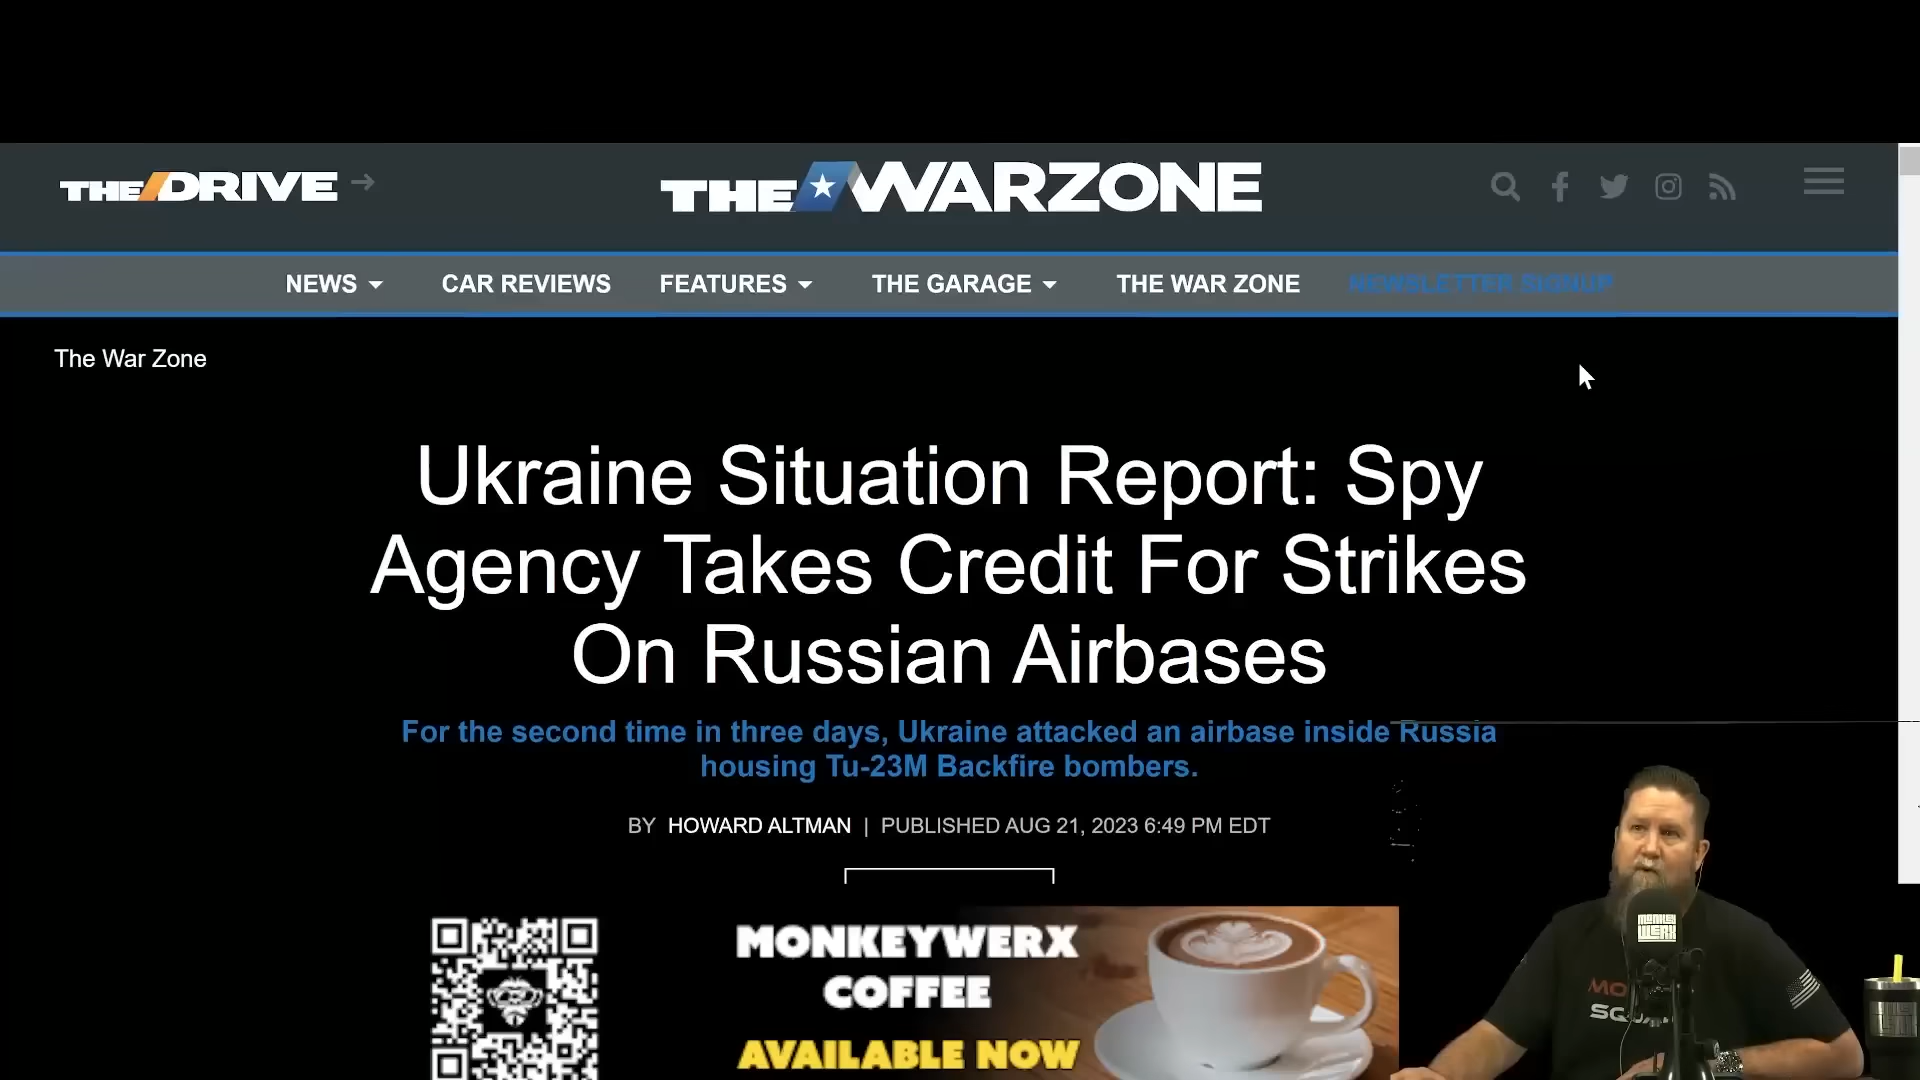 THE DRIVE
THE WARZONE
NEWS
CAR REVIEWS
FEATURES
THE GARAGE
THE WAR ZONE
NEWSLETTER SIGNUP
The War Zone
Ukraine Situation Report: Spy
Agency Takes Credit For Strikes
On Russian Airbases
For the second time in three days, Ukraine attacked an airbase inside Russia
housing Tu-23M Backfire bombers.
BY HOWARD ALTMAN | PUBLISHED AUG 21, 2023 6:49 PM EDT
MONKEYWERX
COFFEE
AVAILABLE NOW
MONKEY
WERX